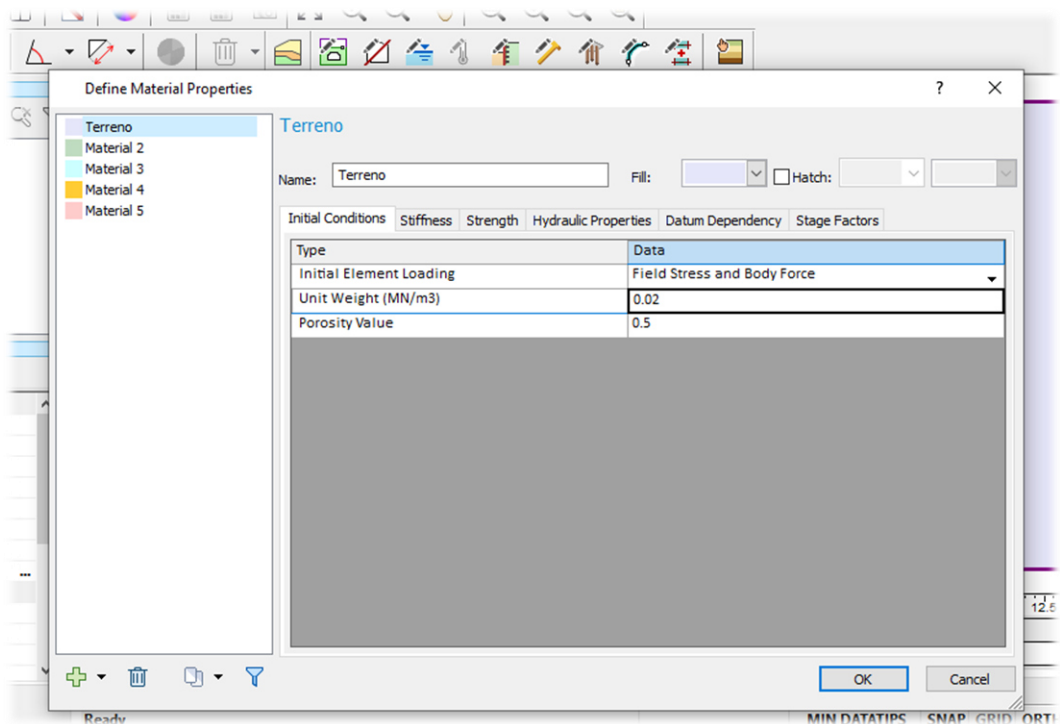 Define Material Properties
?
Terreno
Material 2
Material 3
Material 4
Material 5
Terreno
Name: Terreno Fill: Hatch:
Initial Conditions Stiffness Strength Hydraulic Properties Datum Dependency Stage Factors
Type Data
Initial Element Loading Field Stress and Body Force
Unit Weight (MN/m3) 0.02
Porosity Value 0.5
...
12.5
OK Cancel
Ready MIN DATATIPS SNAP GRID ORT